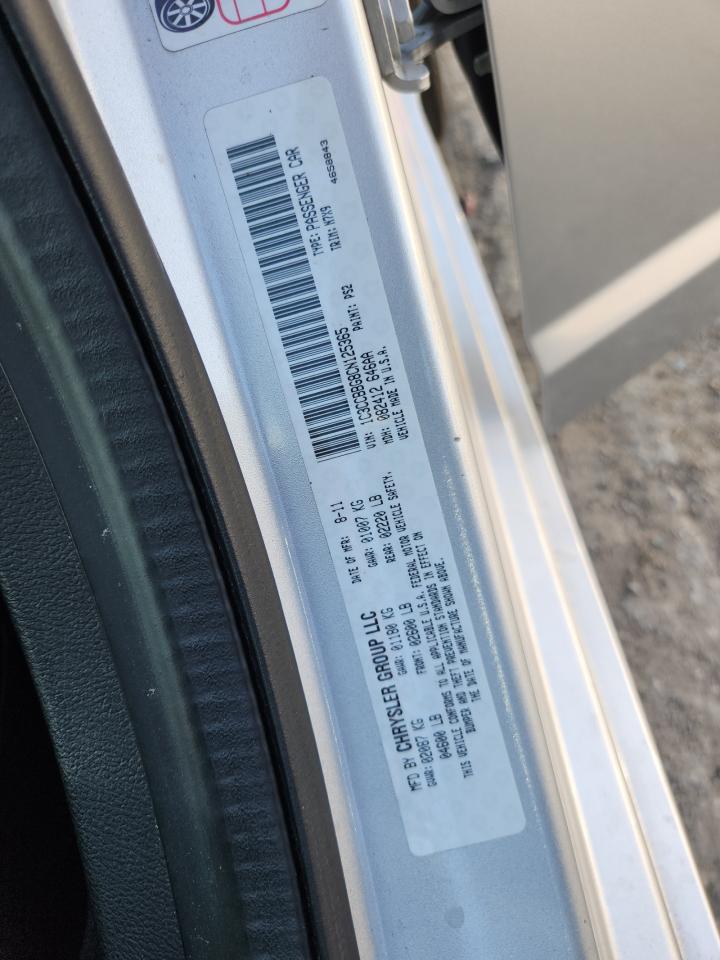 MFD BY CHRYSLER GROUP LLC
DATE OF MFR: 8-11
GVWR: 02087 KG
GAWR: 01180 KG
GAWR: 01007 KG
04600 LB
FRONT: 02600 LB
REAR: 02220 LB
THIS VEHICLE CONFORMS TO ALL APPLICABLE U.S.A. FEDERAL MOTOR VEHICLE SAFETY,
BUMPER AND THEFT PREVENTION STANDARDS IN EFFECT ON
THE DATE OF MANUFACTURE SHOWN ABOVE.
VIN: 1C3CCBBG8CN125365
TYPE: PASSENGER CAR
MDH: 082412 646AA
PAINT: PS2
TRIM: M7X9
VEHICLE MADE IN U.S.A.
4658843